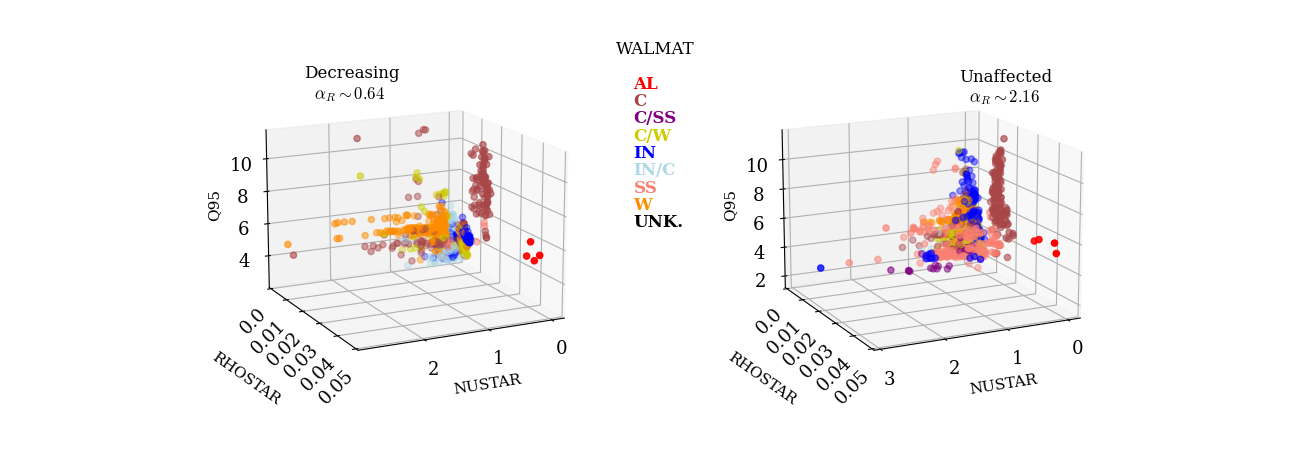 WALMAT
Decreasing
α_R ∼ 0.64
Unaffected
α_R ∼ 2.16
AL
C
C/SS
C/W
IN
IN/C
SS
W
UNK.
10
8
6
4
Q95
0.0
0.01
0.02
0.03
0.04
0.05
RHOSTAR
2
1
0
NUSTAR
10
8
6
4
2
Q95
0.0
0.01
0.02
0.03
0.04
0.05
RHOSTAR
3
2
1
0
NUSTAR